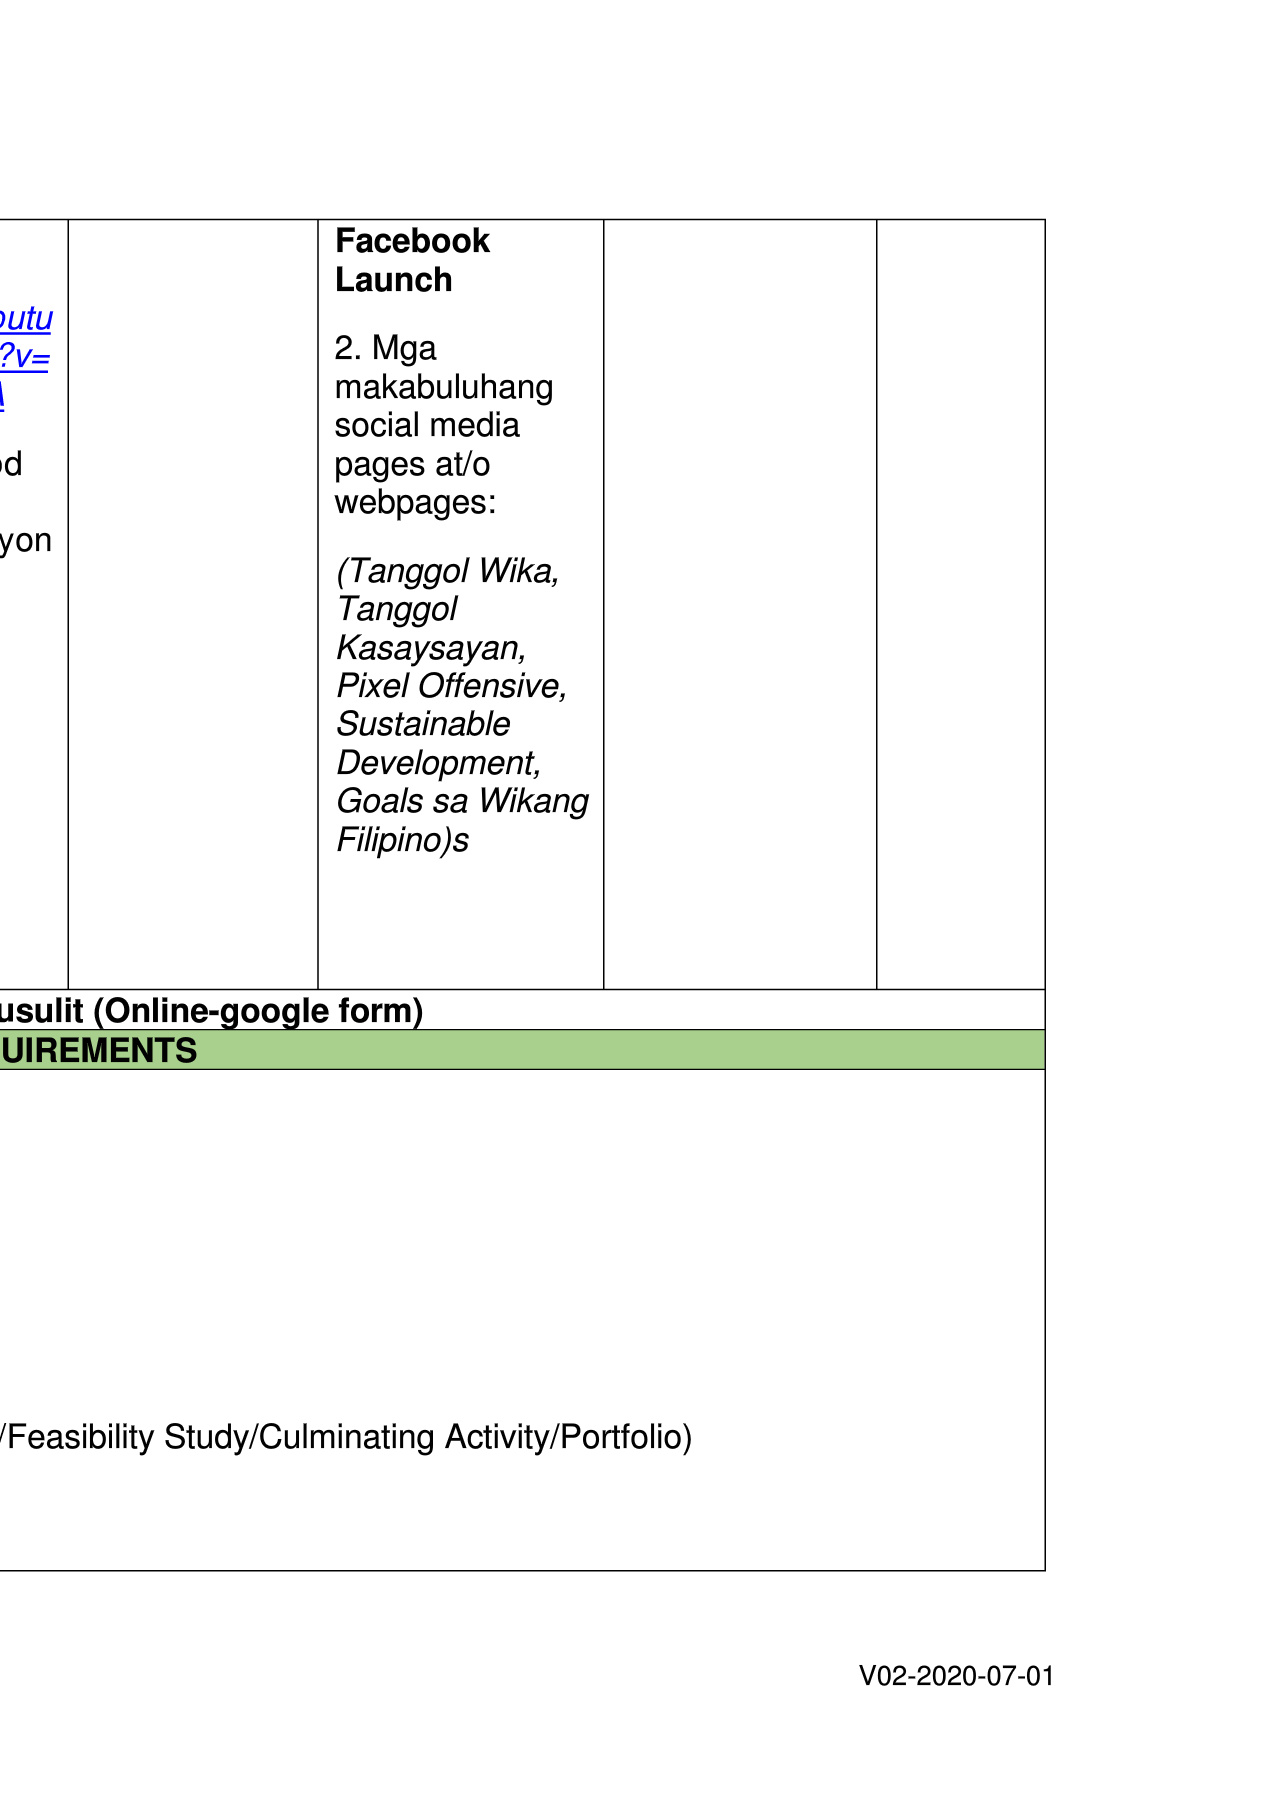 Facebook
Launch
outu
?v=
2. Mga
makabuluhang
social media
pages at/o
webpages:
od
yon
(Tanggol Wika,
Tanggol
Kasaysayan,
Pixel Offensive,
Sustainable
Development,
Goals sa Wikang
Filipino)s
usulit (Online-google form)
UIREMENTS
/Feasibility Study/Culminating Activity/Portfolio)
V02-2020-07-01